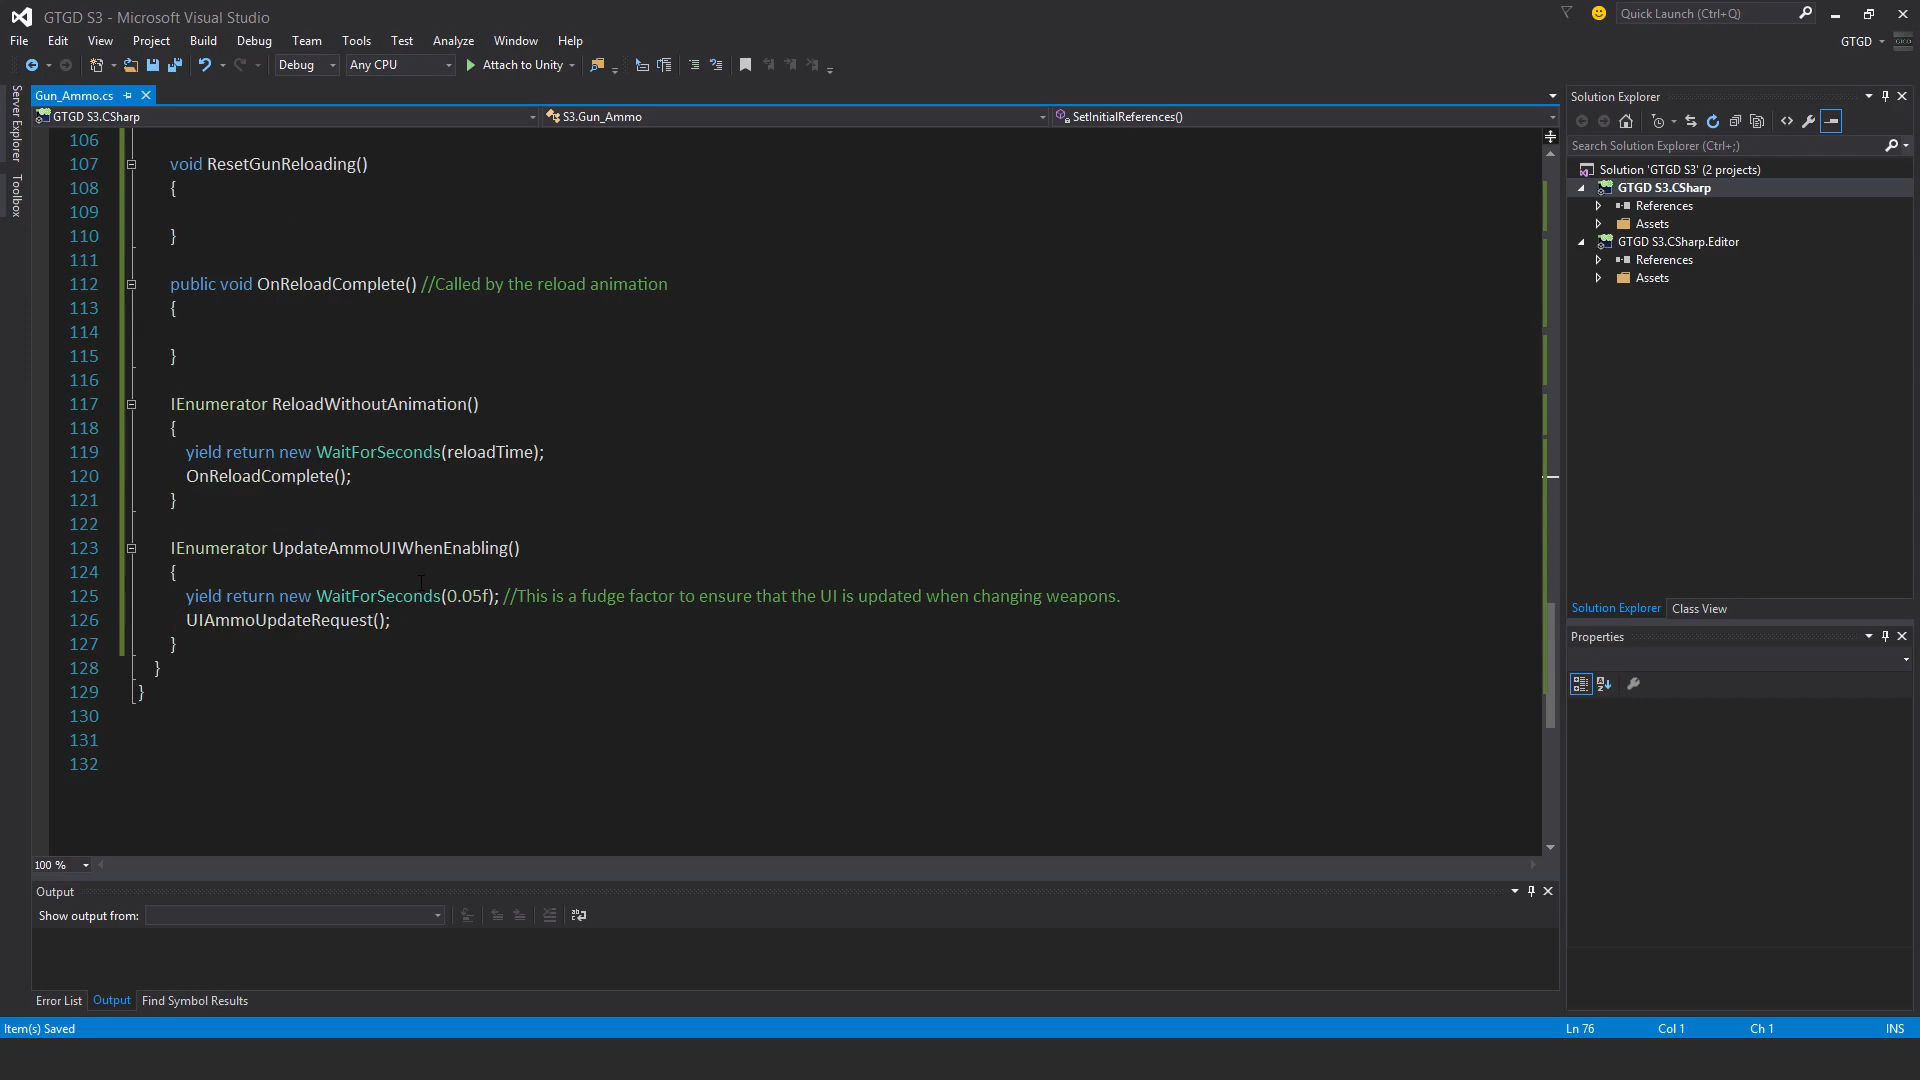 GTGD S3 - Microsoft Visual Studio
Quick Launch (Ctrl+Q)
File Edit View Project Build Debug Team Tools Test Analyze Window Help
GTGD
Debug Any CPU Attach to Unity
Server Explorer
Toolbox
Gun_Ammo.cs
GTGD S3.CSharp S3.Gun_Ammo SetInitialReferences()
106
107 void ResetGunReloading()
108 {
109
110 }
111
112 public void OnReloadComplete() //Called by the reload animation
113 {
114
115 }
116
117 IEnumerator ReloadWithoutAnimation()
118 {
119 yield return new WaitForSeconds(reloadTime);
120 OnReloadComplete();
121 }
122
123 IEnumerator UpdateAmmoUIWhenEnabling()
124 {
125 yield return new WaitForSeconds(0.05f); //This is a fudge factor to ensure that the UI is updated when changing weapons.
126 UIAmmoUpdateRequest();
127 }
128 }
129 }
130
131
132
100 %
Output
Show output from:
Error List Output Find Symbol Results
Solution Explorer
Search Solution Explorer (Ctrl+;)
Solution 'GTGD S3' (2 projects)
GTGD S3.CSharp
References
Assets
GTGD S3.CSharp.Editor
References
Assets
Solution Explorer Class View
Properties
Item(s) Saved Ln 76 Col 1 Ch 1 INS